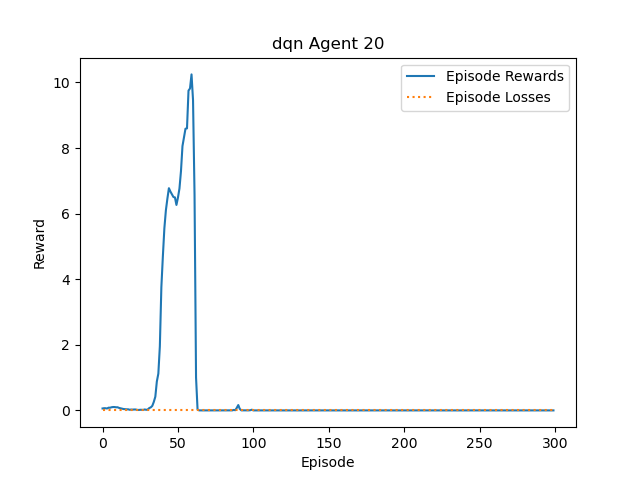 dqn Agent 20
Episode Rewards
Episode Losses
Reward
10
8
6
4
2
0
0 50 100 150 200 250 300
Episode